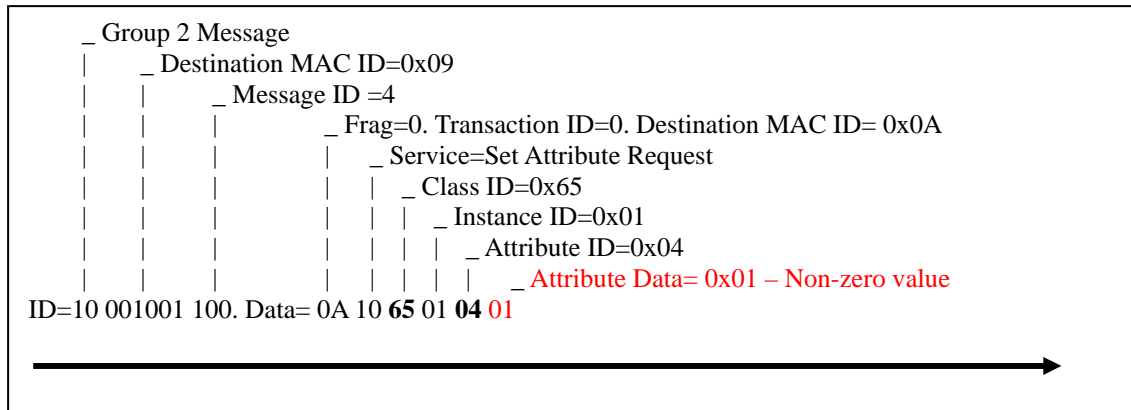 _ Group 2 Message
| _ Destination MAC ID=0x09
| | _ Message ID =4
| | | _ Frag=0. Transaction ID=0. Destination MAC ID= 0x0A
| | | | _ Service=Set Attribute Request
| | | | | _ Class ID=0x65
| | | | | | _ Instance ID=0x01
| | | | | | | _ Attribute ID=0x04
| | | | | | | | _ Attribute Data= 0x01 – Non-zero value
ID=10 001001 100. Data= 0A 10 65 01 04 01